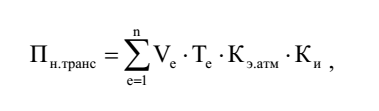 Пн.транс = n∑e=1 Ve · Te · Кэ.атм · Ки ,